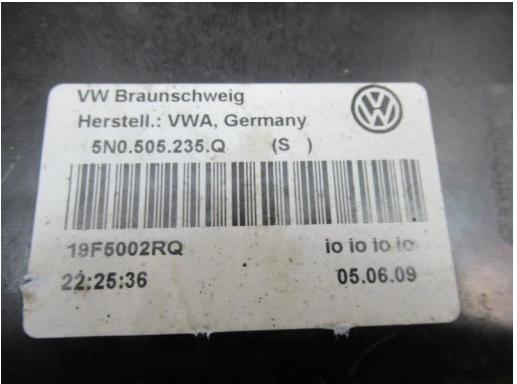 VW Braunschweig
Herstell.: VWA, Germany
5N0.505.235.Q (S )
19F5002RQ io io io io
22:25:36 05.06.09